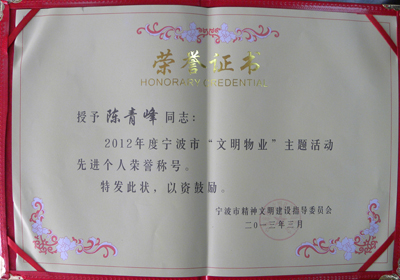 荣誉证书
HONORARY CREDENTIAL
授予陈青峰同志：
2012年度宁波市“文明物业”主题活动
先进个人荣誉称号。
特发此状，以资鼓励。
宁波市精神文明建设指导委员会
二〇一三年三月